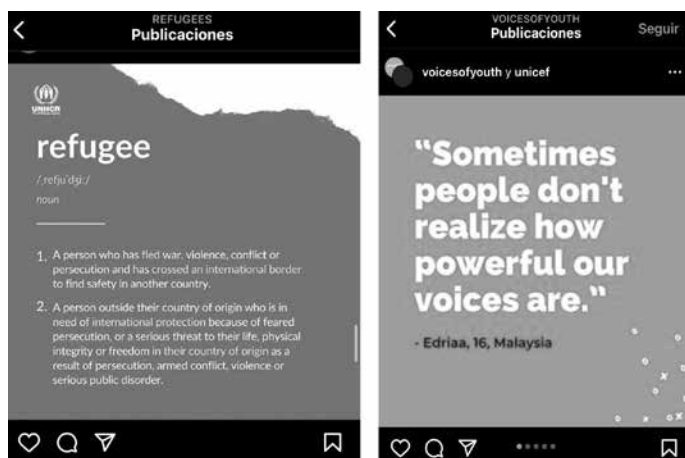 REFUGEES
Publicaciones
UNHCR
refugee
/ˌrefjuˈdʒiː/
noun
1. A person who has fled war, violence, conflict or
persecution and has crossed an international border
to find safety in another country.
2. A person outside their country of origin who is in
need of international protection because of feared
persecution, or a serious threat to their life, physical
integrity or freedom in their country of origin as a
result of persecution, armed conflict, violence or
serious public disorder.
VOICESOFYOUTH
Publicaciones
Seguir
voicesofyouth y unicef
“Sometimes
people don't
realize how
powerful our
voices are.”
- Edriaa, 16, Malaysia